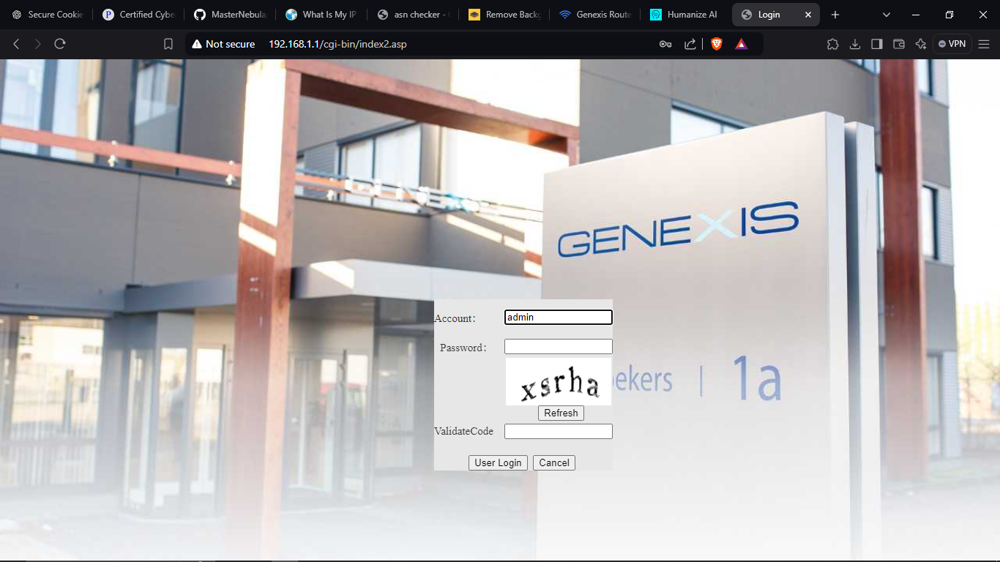 Secure Cookie
Certified Cybe
MasterNebula
What Is My IP
asn checker - G
Remove Backg
Genexis Route
Humanize AI
Login
Not secure
192.168.1.1/cgi-bin/index2.asp
VPN
GENEXIS
ekers | 1a
Account:
admin
Password:
xsrha
Refresh
ValidateCode
User Login
Cancel